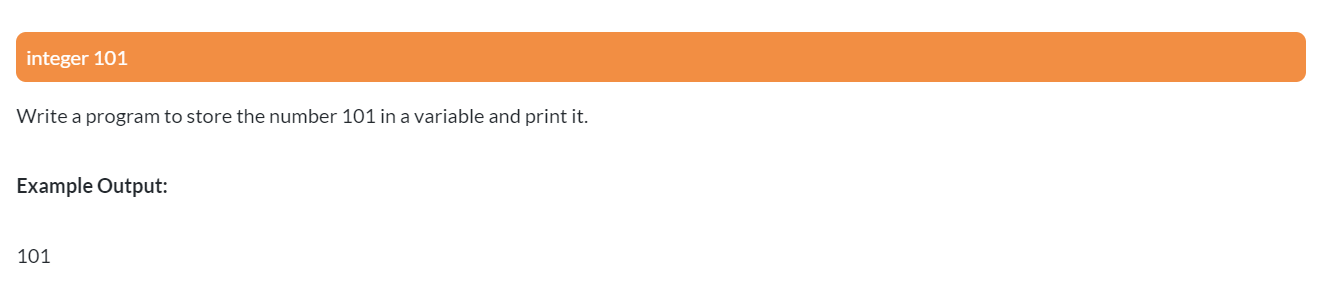 integer 101
Write a program to store the number 101 in a variable and print it.
Example Output:
101